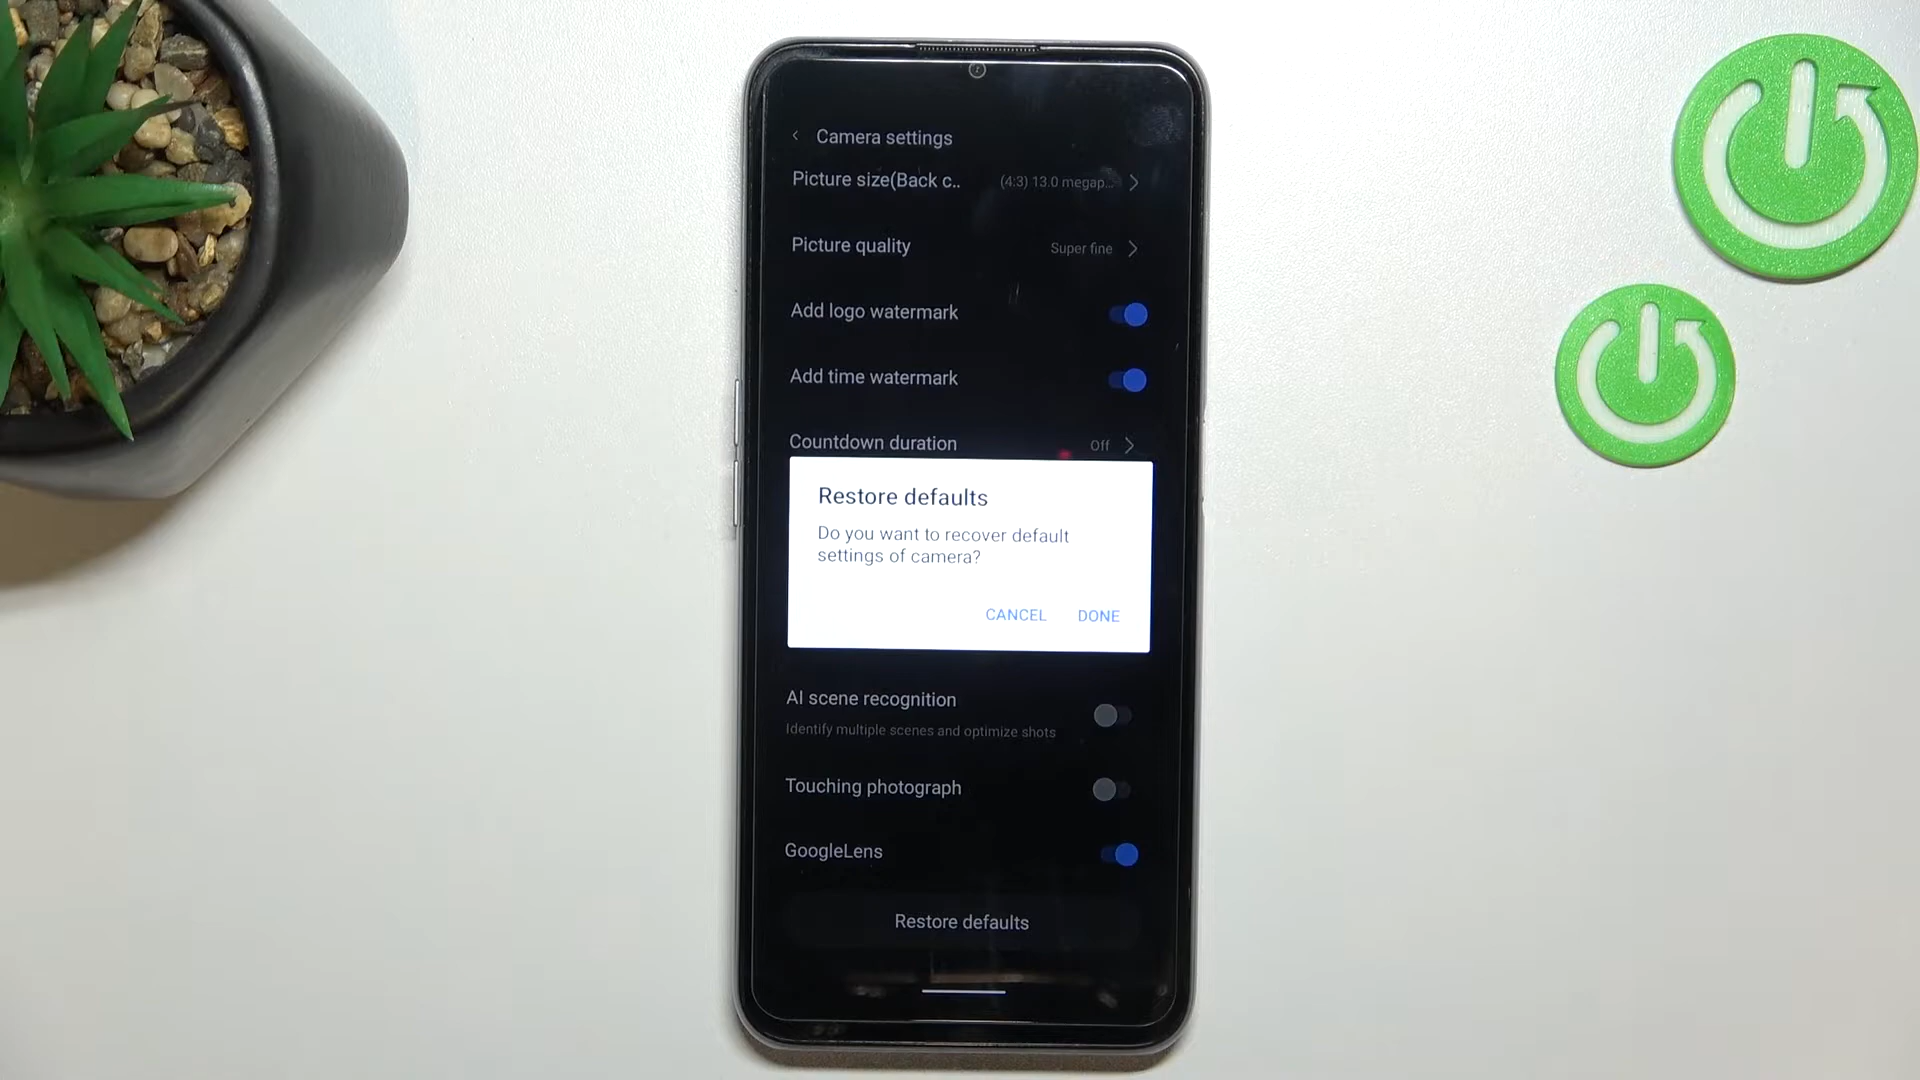 Camera settings
Picture size(Back c.. (4:3) 13.0 megap...
Picture quality Super fine
Add logo watermark
Add time watermark
Countdown duration Off
Restore defaults
Do you want to recover default
settings of camera?
CANCEL DONE
AI scene recognition
Identify multiple scenes and optimize shots
Touching photograph
GoogleLens
Restore defaults